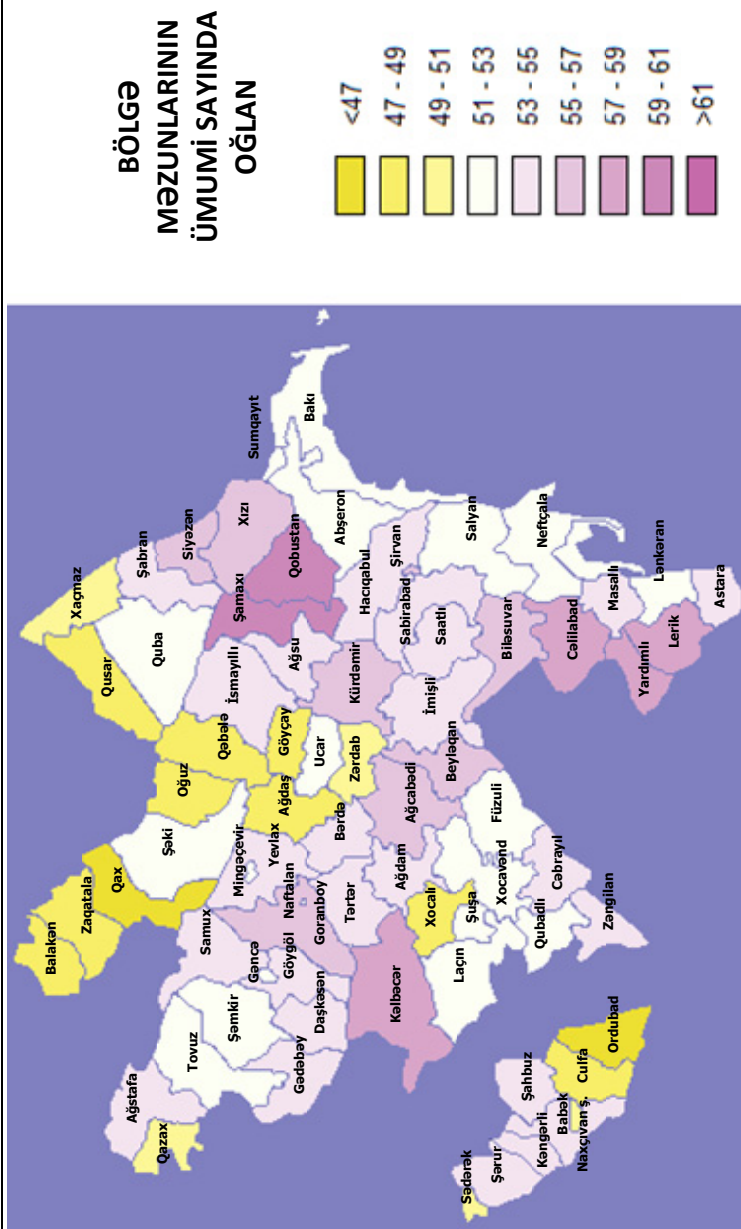 BÖLGƏ
MƏZUNLARININ
ÜMUMİ SAYINDA
OĞLAN
<47
47 - 49
49 - 51
51 - 53
53 - 55
55 - 57
57 - 59
59 - 61
>61
Balakən
Zaqatala
Qax
Şəki
Oğuz
Qəbələ
Qusar
Xaçmaz
Quba
Şabran
Siyəzən
Xızı
Sumqayıt
Bakı
Abşeron
Qobustan
Şamaxı
İsmayıllı
Ağsu
Göyçay
Ucar
Zərdab
Ağdaş
Kürdəmir
Hacıqabul
Şirvan
Sabirabad
Saatlı
Salyan
Neftçala
İmişli
Biləsuvar
Cəlilabad
Masallı
Lənkəran
Yardımlı
Lerik
Astara
Mingəçevir
Yevlax
Bərdə
Ağcabədi
Beyləqan
Samux
Gəncə
Göygöl
Naftalan
Goranboy
Tərtər
Ağdam
Xocalı
Şuşa
Xocavənd
Füzuli
Cəbrayıl
Zəngilan
Qubadlı
Laçın
Kəlbəcər
Daşkəsən
Gədəbəy
Şəmkir
Tovuz
Ağstafa
Qazax
Sədərək
Şərur
Kəngərli
Babək
Naxçıvan ş.
Şahbuz
Culfa
Ordubad